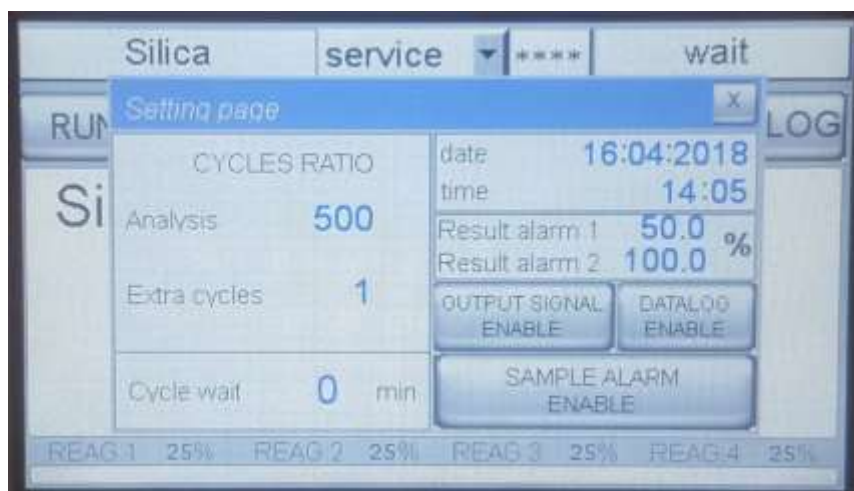 Silica service **** wait
RUN LOG
Setting page X
Si
CYCLES RATIO
Analysis 500
Extra cycles 1
Cycle wait 0 min
date 16:04:2018
time 14:05
Result alarm 1 50.0 %
Result alarm 2 100.0
OUTPUT SIGNAL
ENABLE
DATALOG
ENABLE
SAMPLE ALARM
ENABLE
REAG 1 25% REAG 2 25% REAG 3 25% REAG 4 25%